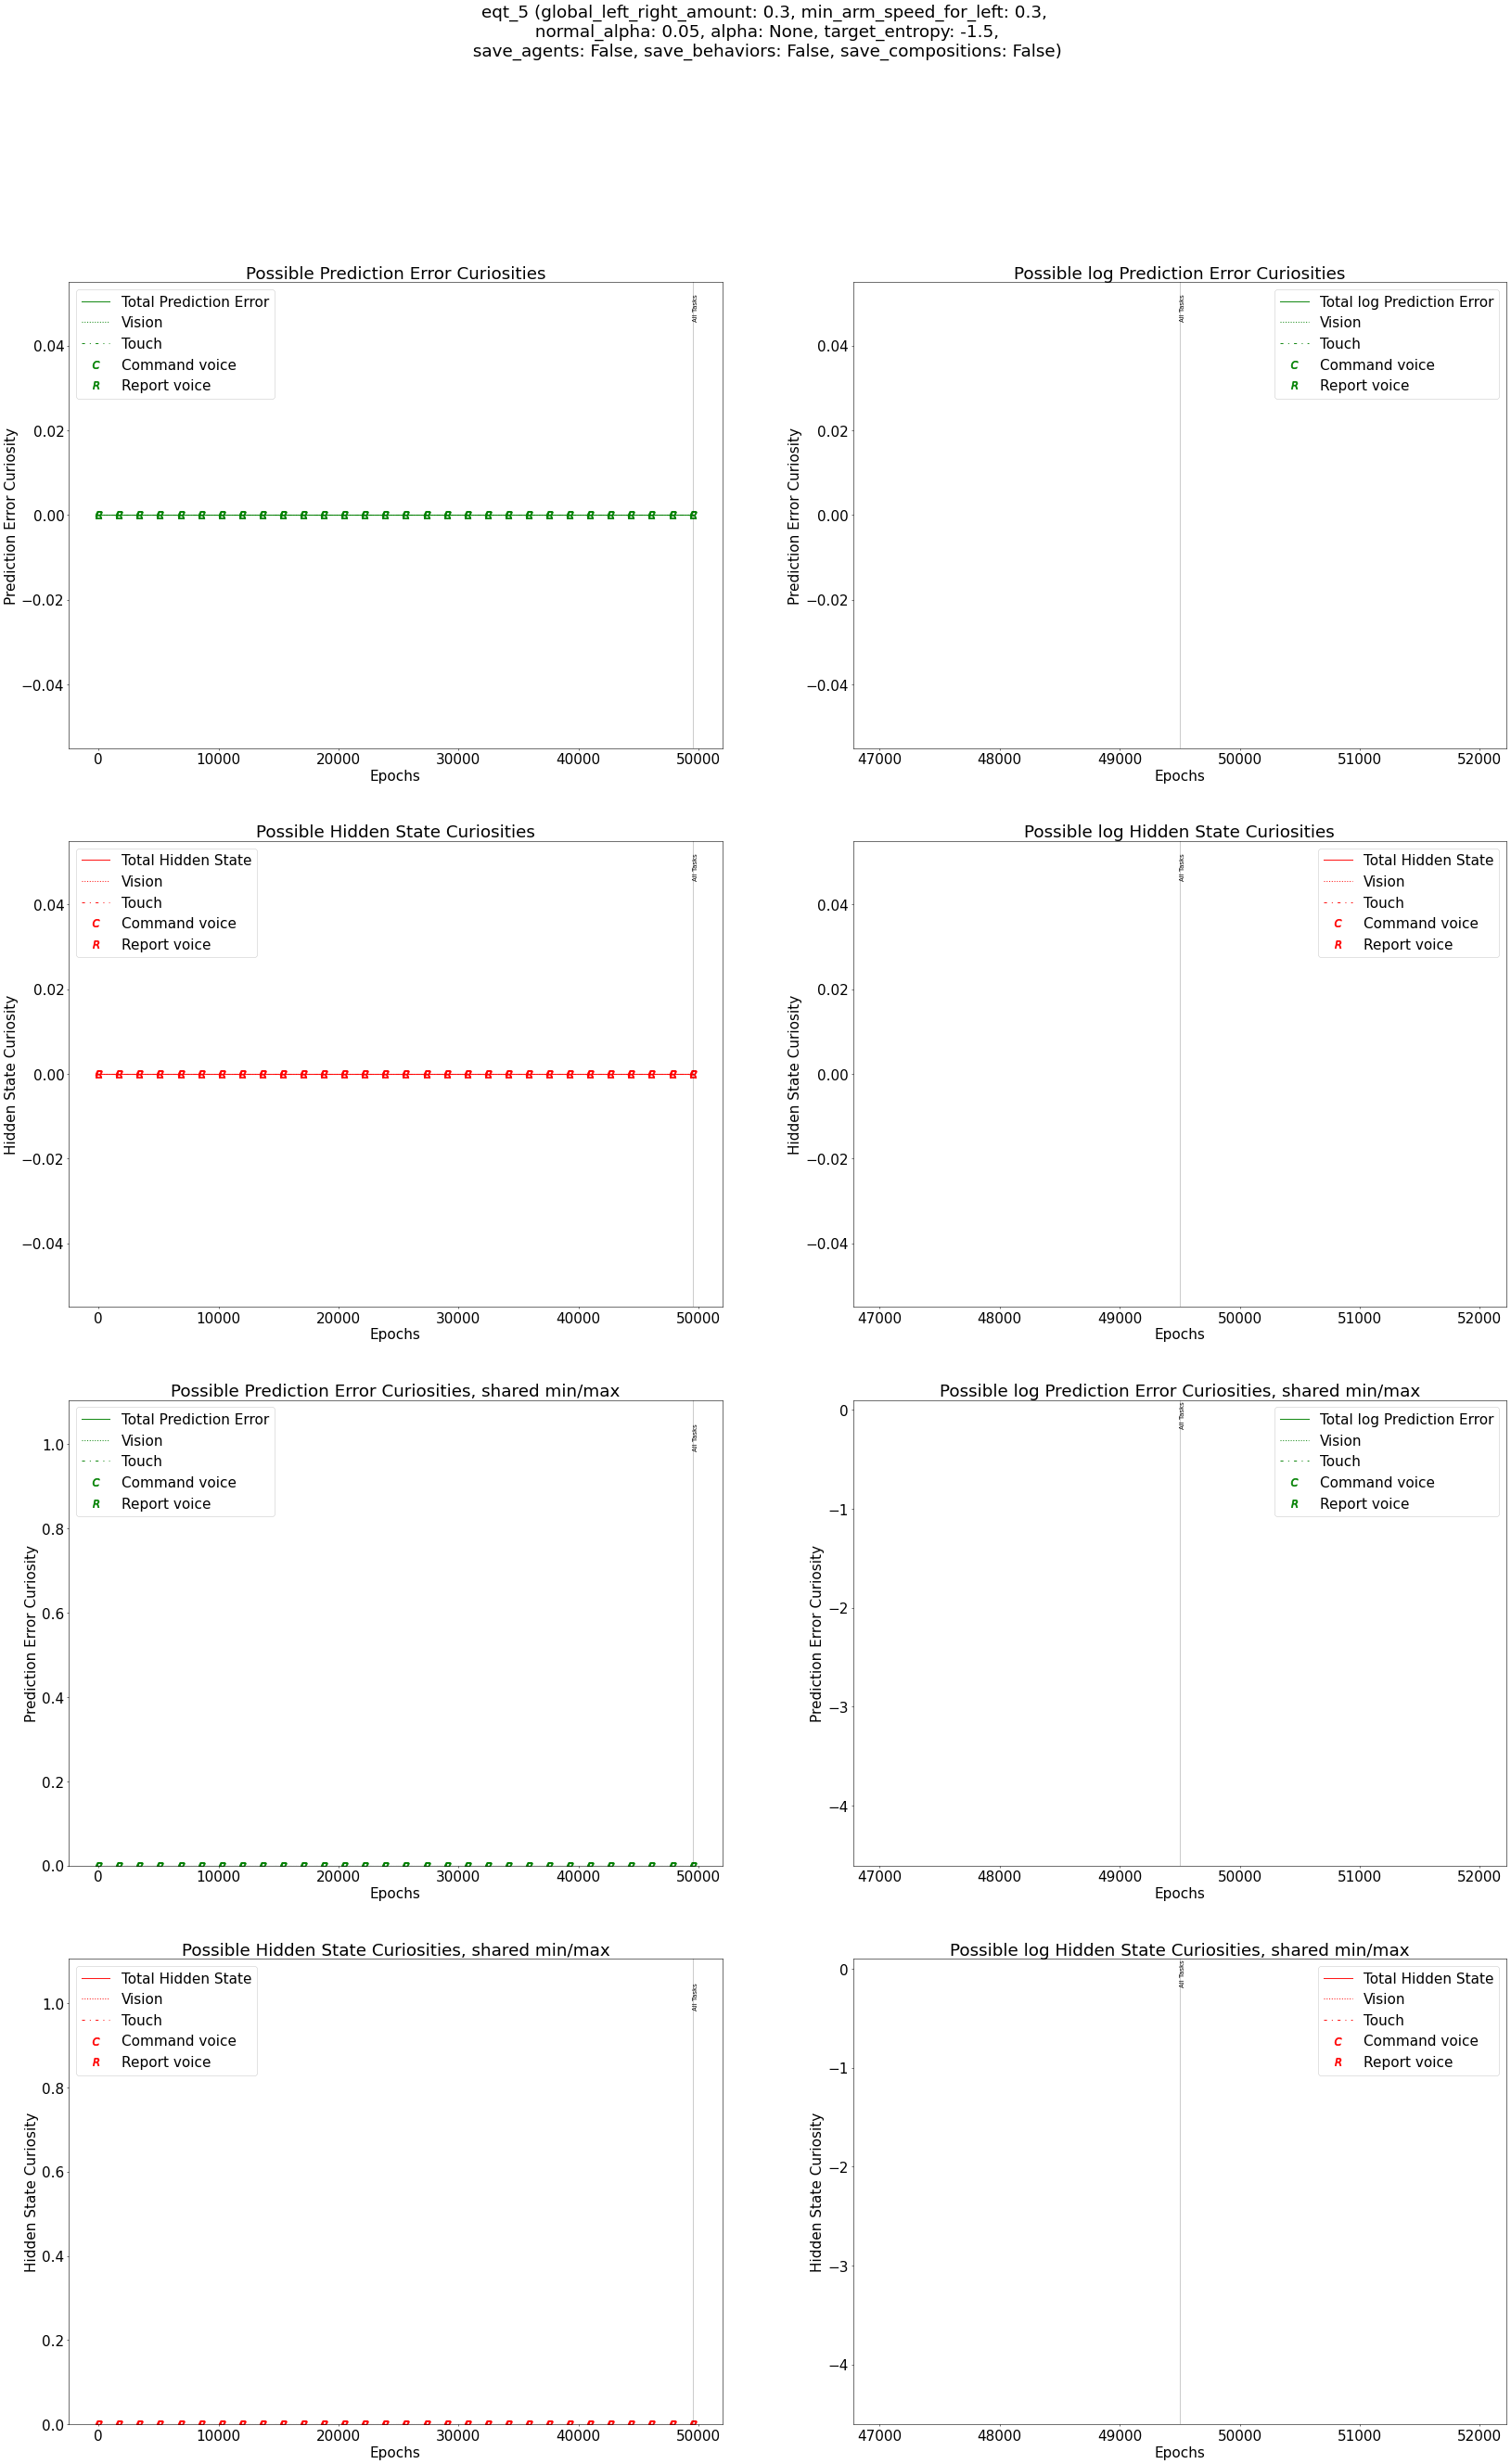 eqt_5 (global_left_right_amount: 0.3, min_arm_speed_for_left: 0.3,
normal_alpha: 0.05, alpha: None, target_entropy: -1.5,
save_agents: False, save_behaviors: False, save_compositions: False)
Possible Prediction Error Curiosities
Total Prediction Error
Vision
Touch
C Command voice
R Report voice
All Tasks
Prediction Error Curiosity
0.04
0.02
0.00
−0.02
−0.04
0 10000 20000 30000 40000 50000
Epochs
Possible log Prediction Error Curiosities
Total log Prediction Error
Vision
Touch
C Command voice
R Report voice
All Tasks
Prediction Error Curiosity
0.04
0.02
0.00
−0.02
−0.04
47000 48000 49000 50000 51000 52000
Epochs
Possible Hidden State Curiosities
Total Hidden State
Vision
Touch
C Command voice
R Report voice
All Tasks
Hidden State Curiosity
0.04
0.02
0.00
−0.02
−0.04
0 10000 20000 30000 40000 50000
Epochs
Possible log Hidden State Curiosities
Total Hidden State
Vision
Touch
C Command voice
R Report voice
All Tasks
Hidden State Curiosity
0.04
0.02
0.00
−0.02
−0.04
47000 48000 49000 50000 51000 52000
Epochs
Possible Prediction Error Curiosities, shared min/max
Total Prediction Error
Vision
Touch
C Command voice
R Report voice
All Tasks
Prediction Error Curiosity
1.0
0.8
0.6
0.4
0.2
0.0
0 10000 20000 30000 40000 50000
Epochs
Possible log Prediction Error Curiosities, shared min/max
Total log Prediction Error
Vision
Touch
C Command voice
R Report voice
All Tasks
Prediction Error Curiosity
0
−1
−2
−3
−4
47000 48000 49000 50000 51000 52000
Epochs
Possible Hidden State Curiosities, shared min/max
Total Hidden State
Vision
Touch
C Command voice
R Report voice
All Tasks
Hidden State Curiosity
1.0
0.8
0.6
0.4
0.2
0.0
0 10000 20000 30000 40000 50000
Epochs
Possible log Hidden State Curiosities, shared min/max
Total Hidden State
Vision
Touch
C Command voice
R Report voice
All Tasks
Hidden State Curiosity
0
−1
−2
−3
−4
47000 48000 49000 50000 51000 52000
Epochs